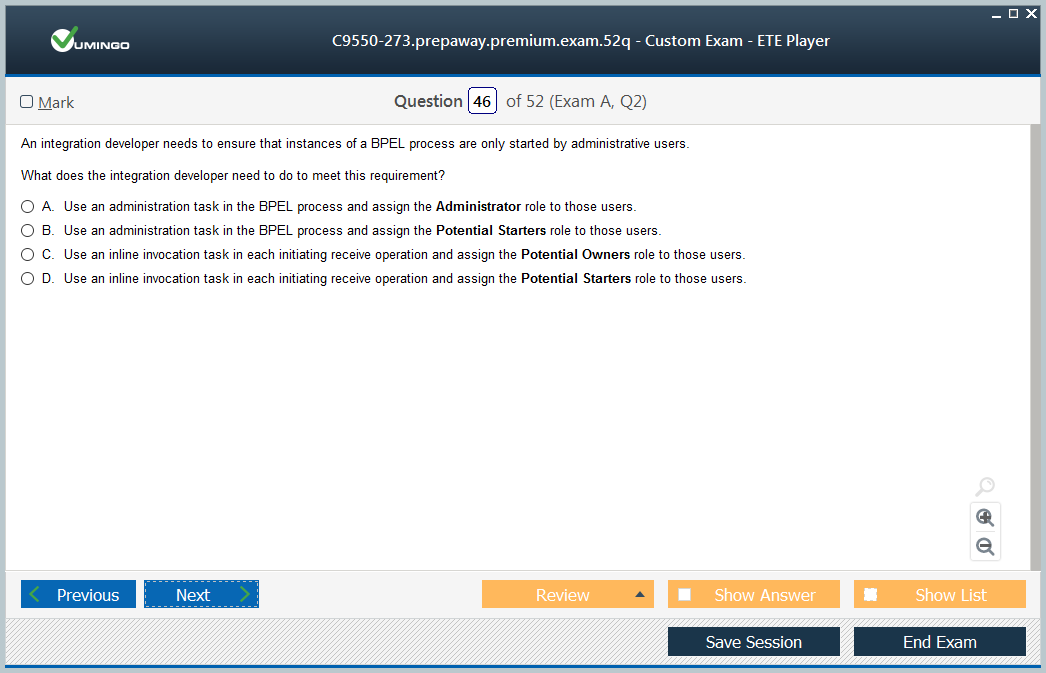 VUMINGO
C9550-273.prepaway.premium.exam.52q - Custom Exam - ETE Player
Mark
Question 46 of 52 (Exam A, Q2)
An integration developer needs to ensure that instances of a BPEL process are only started by administrative users.
What does the integration developer need to do to meet this requirement?
A. Use an administration task in the BPEL process and assign the Administrator role to those users.
B. Use an administration task in the BPEL process and assign the Potential Starters role to those users.
C. Use an inline invocation task in each initiating receive operation and assign the Potential Owners role to those users.
D. Use an inline invocation task in each initiating receive operation and assign the Potential Starters role to those users.
Previous Next Review Show Answer Show List
Save Session End Exam